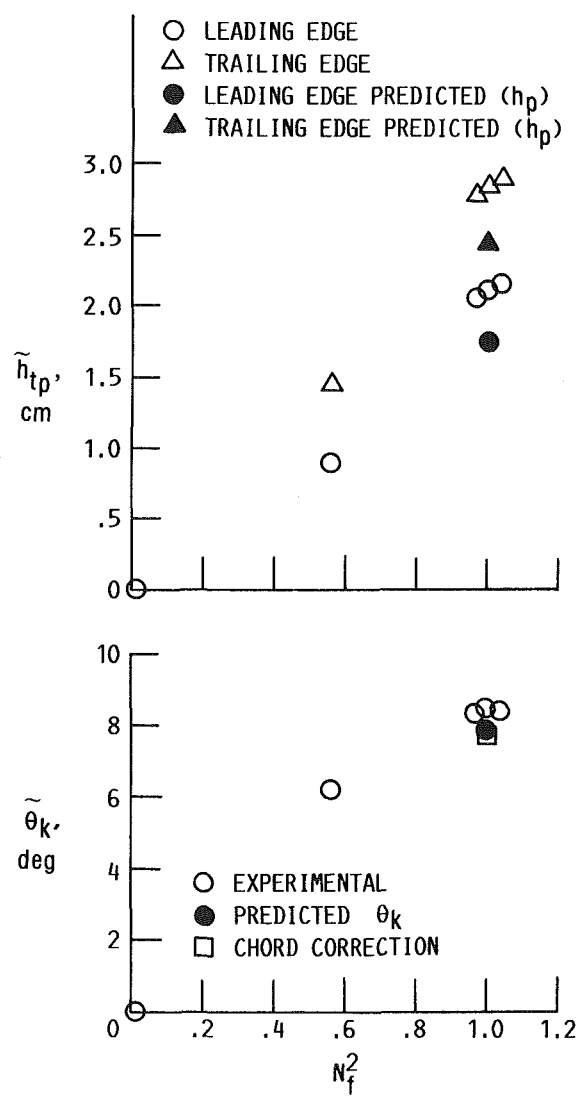 ○ LEADING EDGE
△ TRAILING EDGE
● LEADING EDGE PREDICTED (hp)
▲ TRAILING EDGE PREDICTED (hp)
3.0
2.5
2.0
1.5
1.0
.5
0
h̃tp,
cm
10
8
6
4
2
0
θ̃k,
deg
○ EXPERIMENTAL
● PREDICTED θk
□ CHORD CORRECTION
.2 .4 .6 .8 1.0 1.2
N²f